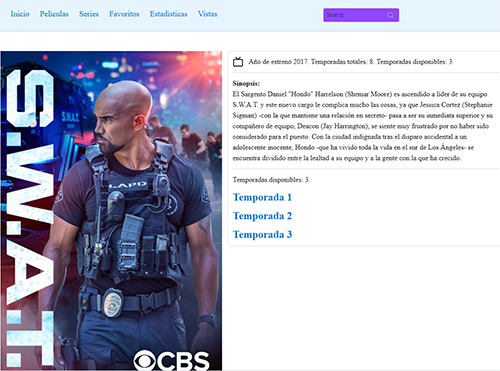 Inicio Películas Series Favoritos Estadísticas Vistas
Search
Año de estreno 2017. Temporadas totales: 8. Temporadas disponibles: 3
Sinopsis:
El Sargento Daniel "Hondo" Harrelson (Shemar Moore) es ascendido a líder de su equipo
S.W.A.T. y este nuevo cargo le complica mucho las cosas, ya que Jessica Cortez (Stephanie
Sigman) -con la que mantiene una relación en secreto- pasa a ser su inmediata superior y su
compañero de equipo, Deacon (Jay Harrington), se siente muy frustrado por no haber sido
considerado para el puesto. Con la ciudad indignada tras el disparo accidental a un
adolescente inocente, Hondo -que ha vivido toda la vida en el sur de Los Ángeles- se
encuentra dividido entre la lealtad a su equipo y a la gente con la que ha crecido.
Temporadas disponibles: 3.
Temporada 1
Temporada 2
Temporada 3
S.W.A.T.
S.W.A.T.
LAPD
CBS